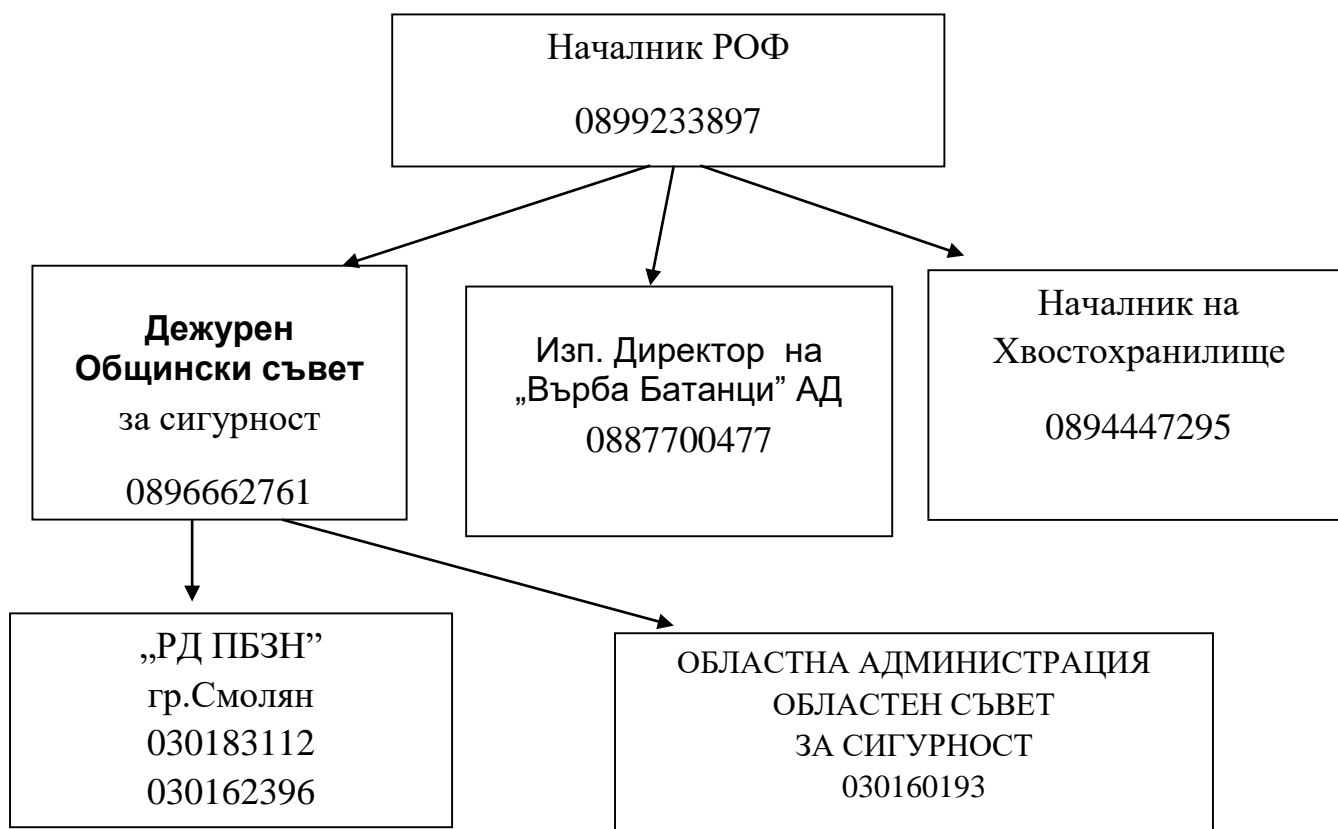 Началник РОФ
0899233897
Дежурен
Общински съвет
за сигурност
0896662761
Изп. Директор на
„Върба Батанци” АД
0887700477
Началник на
Хвостохранилище
0894447295
„РД ПБЗН”
гр.Смолян
030183112
030162396
ОБЛАСТНА АДМИНИСТРАЦИЯ
ОБЛАСТЕН СЪВЕТ
ЗА СИГУРНОСТ
030160193